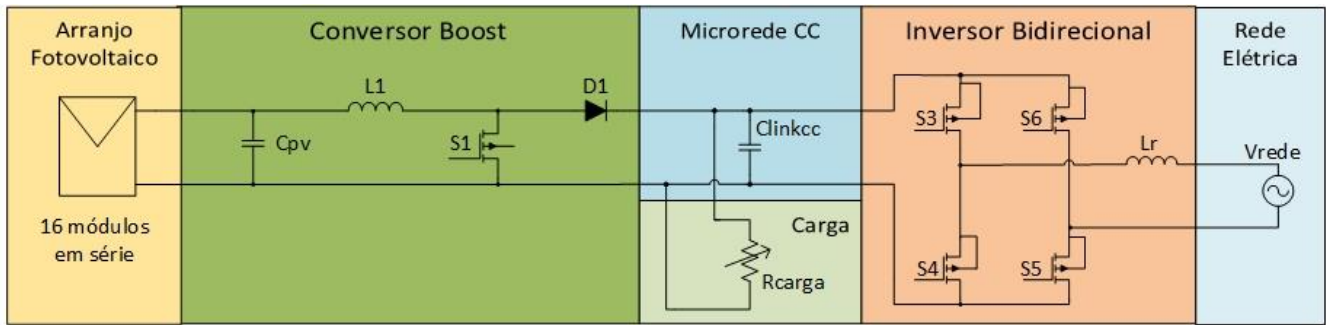 Arranjo
Fotovoltaico
Conversor Boost
Microrede CC
Inversor Bidirecional
Rede
Elétrica
L1
D1
Cpv
S1
Clinkcc
S3
S6
Lr
Vrede
16 módulos
em série
Carga
Rcarga
S4
S5